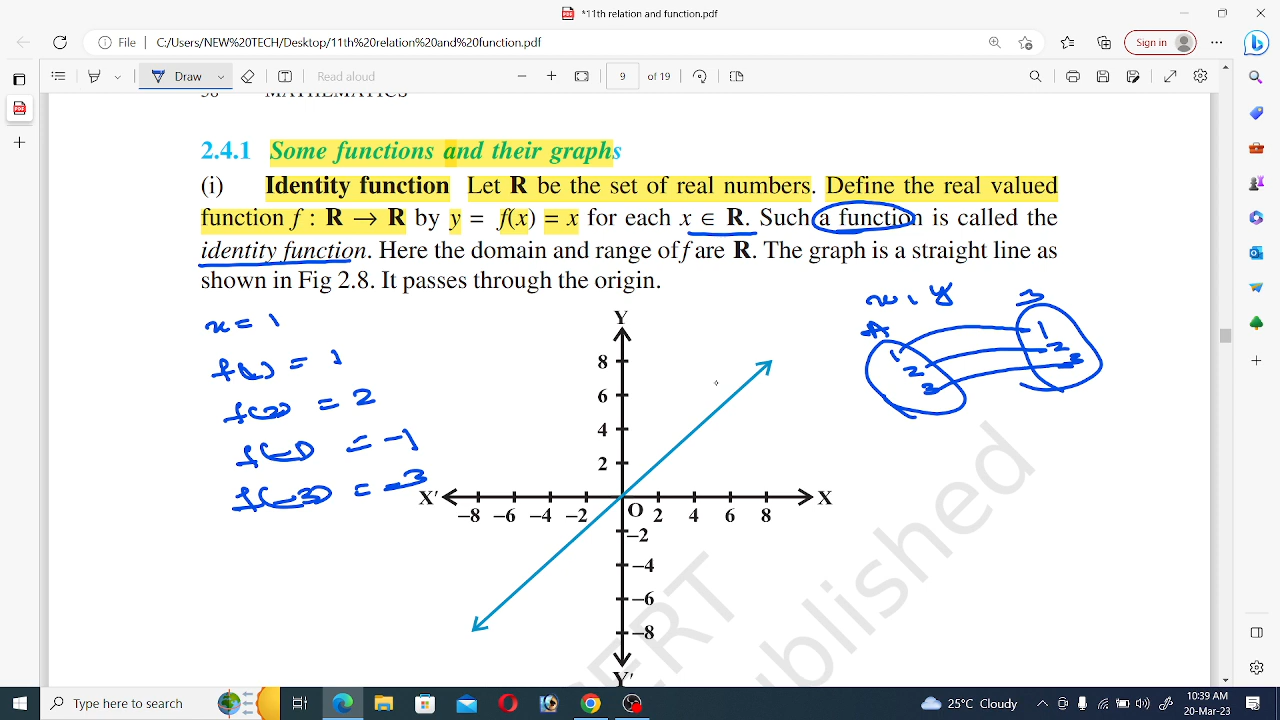 *11th relation and function.pdf
File | C:/Users/NEW%20TECH/Desktop/11th%20relation%20and%20function.pdf
Sign in
Draw
Read aloud
9 of 19
2.4.1 Some functions and their graphs
(i) Identity function Let R be the set of real numbers. Define the real valued
function f : R → R by y = f(x) = x for each x ∈ R. Such a function is called the
identity function. Here the domain and range of f are R. The graph is a straight line as
shown in Fig 2.8. It passes through the origin.
x = 1
f(1) = 1
f(2) = 2
f(-1) = -1
f(-3) = -3
x, y
A B
1 1
2 2
3 3
Y
8
6
4
2
X′ X
-8 -6 -4 -2 O 2 4 6 8
-2
-4
-6
-8
Y′
Type here to search
25°C Cloudy
10:39 AM
20-Mar-23